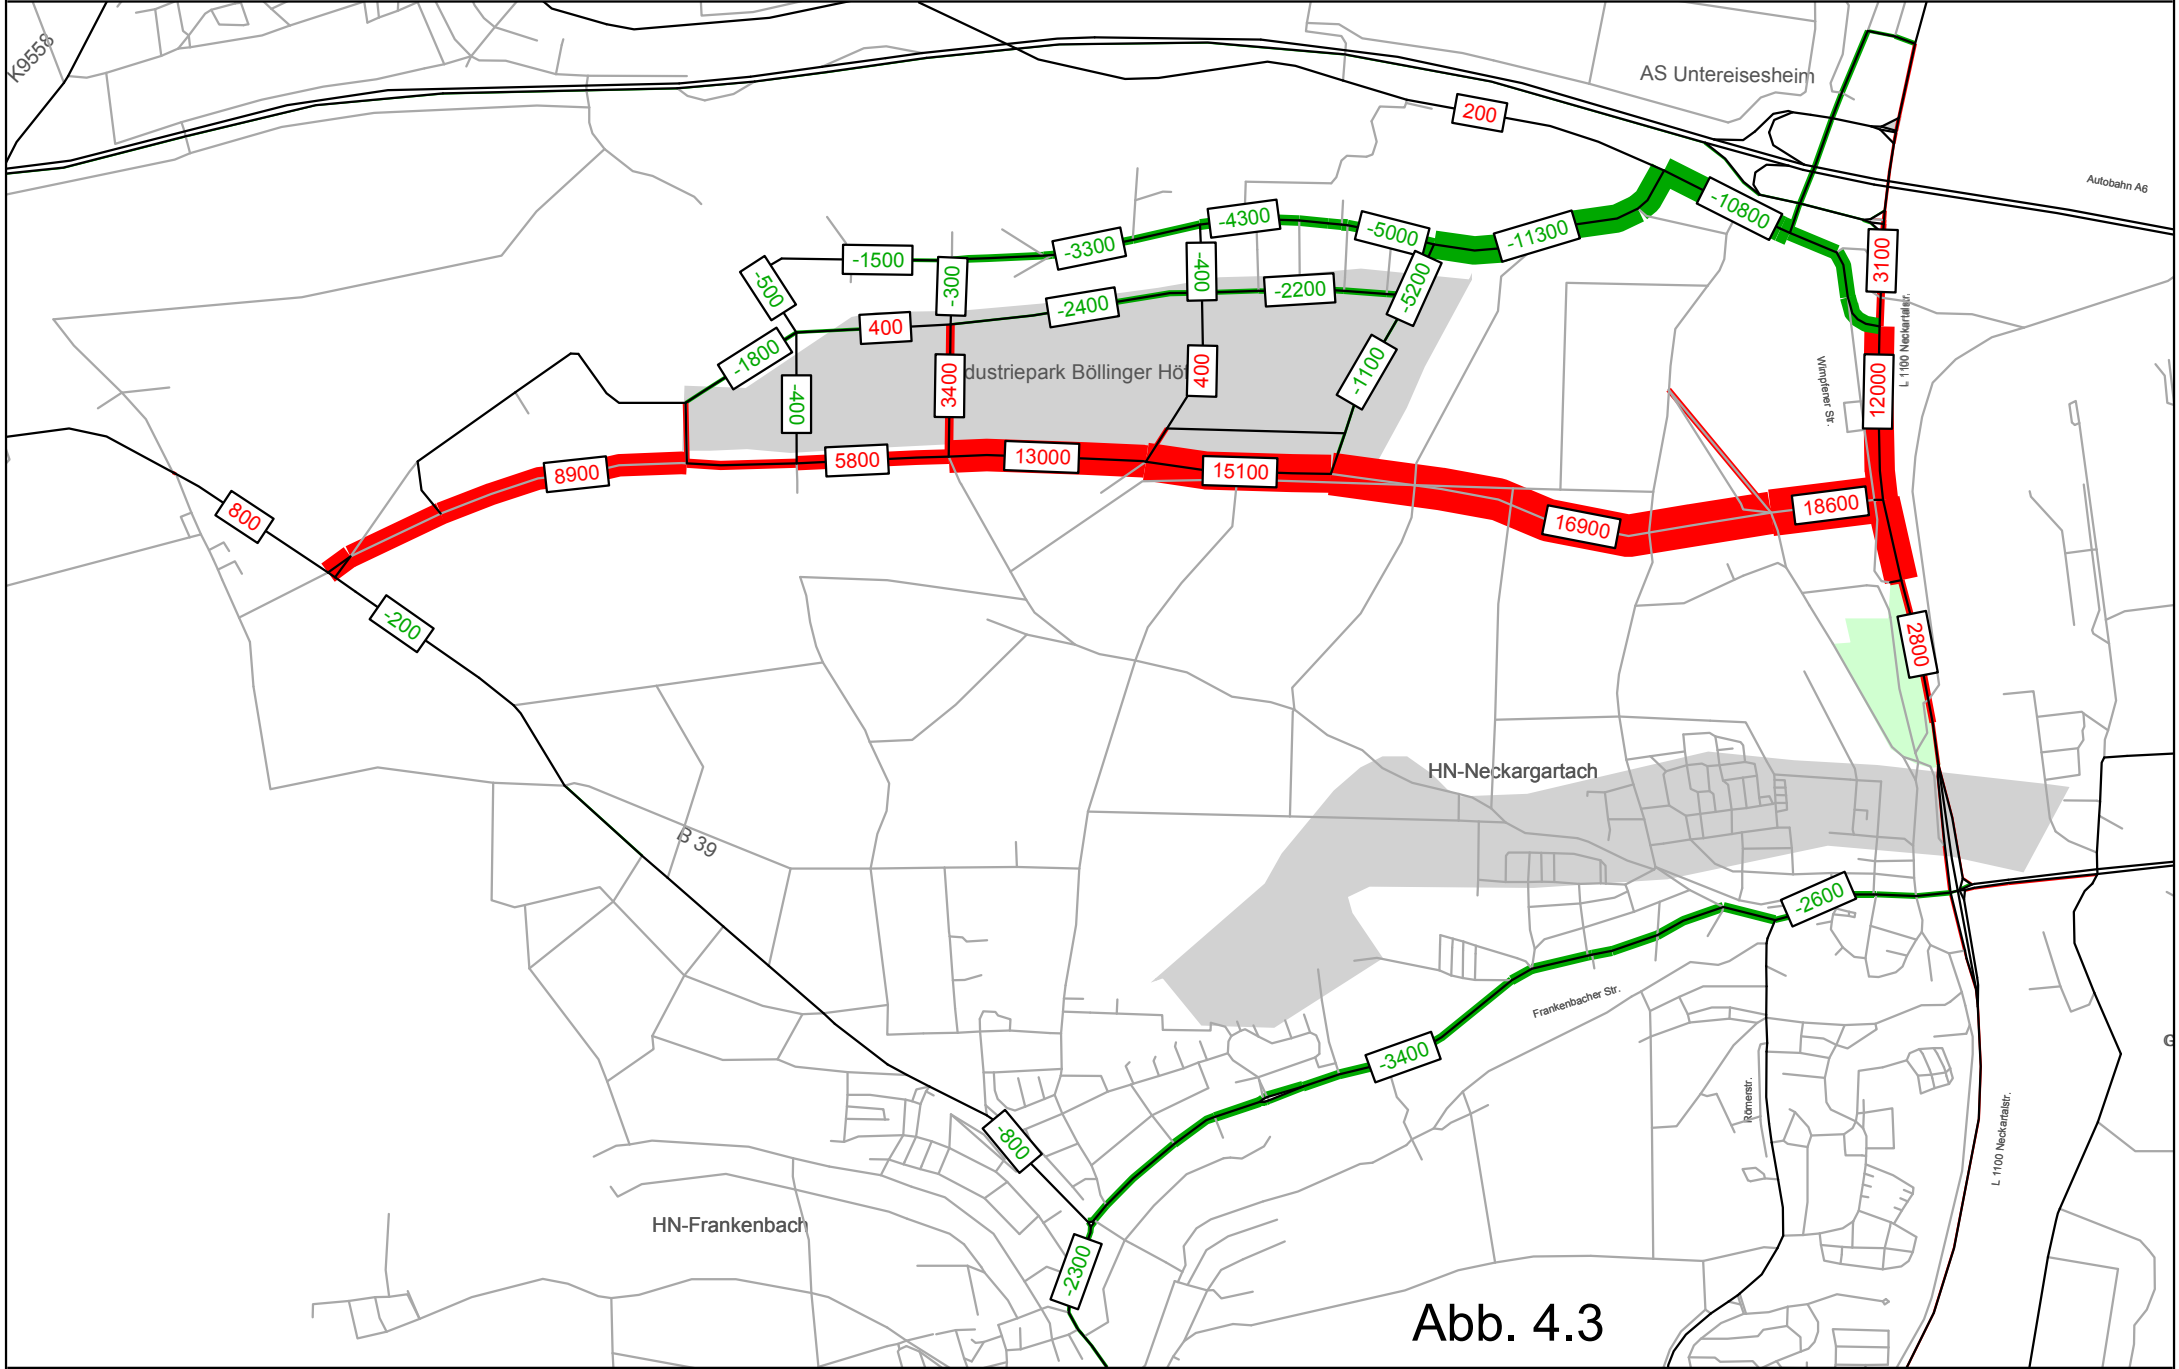 K9558
AS Untereisesheim
200
Autobahn A6
-10800
-4300
-5000
-11300
-3300
-1500
3100
-500
-300
-400
-5200
-2400
-2200
400
-1800
L 1100 Neckartalstr.
Wimpfener Str.
12000
dustriepark Böllinger Hö
3400
400
-1100
-400
8900
5800
13000
15100
16900
18600
800
-200
2800
HN-Neckargartach
B 39
-2600
Frankenbacher Str.
-3400
G
Römerstr.
L 1100 Neckartalstr.
-800
HN-Frankenbach
-2300
Abb. 4.3